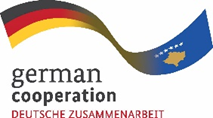 german
cooperation
DEUTSCHE ZUSAMMENARBEIT